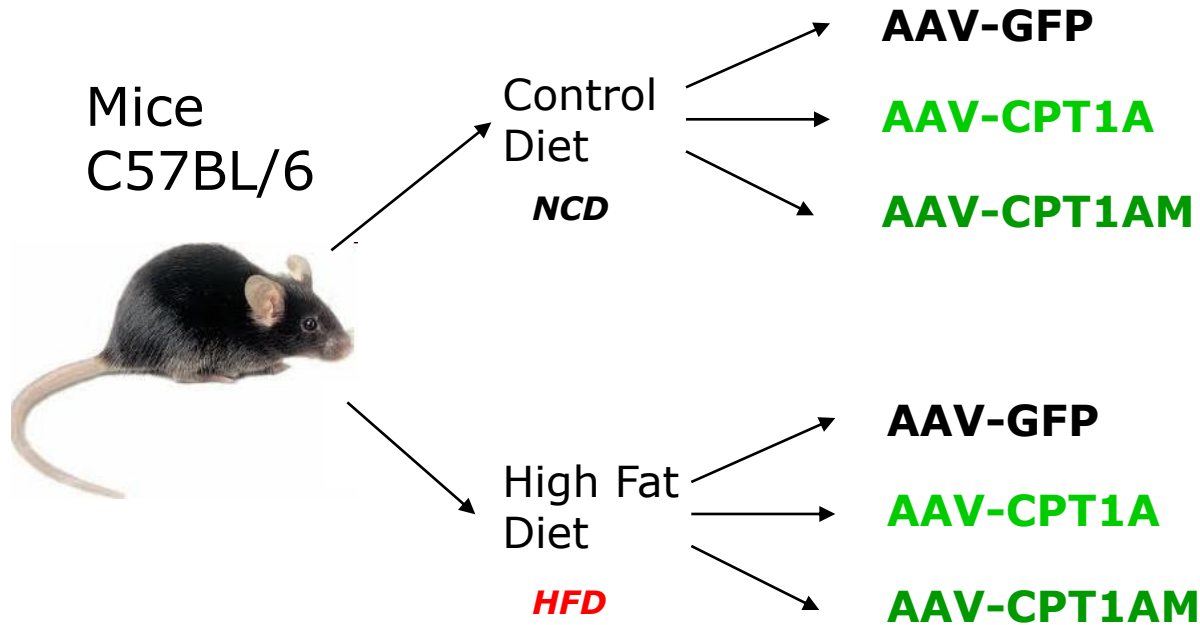 Mice
C57BL/6
Control
Diet
NCD
AAV-GFP
AAV-CPT1A
AAV-CPT1AM
High Fat
Diet
HFD
AAV-GFP
AAV-CPT1A
AAV-CPT1AM